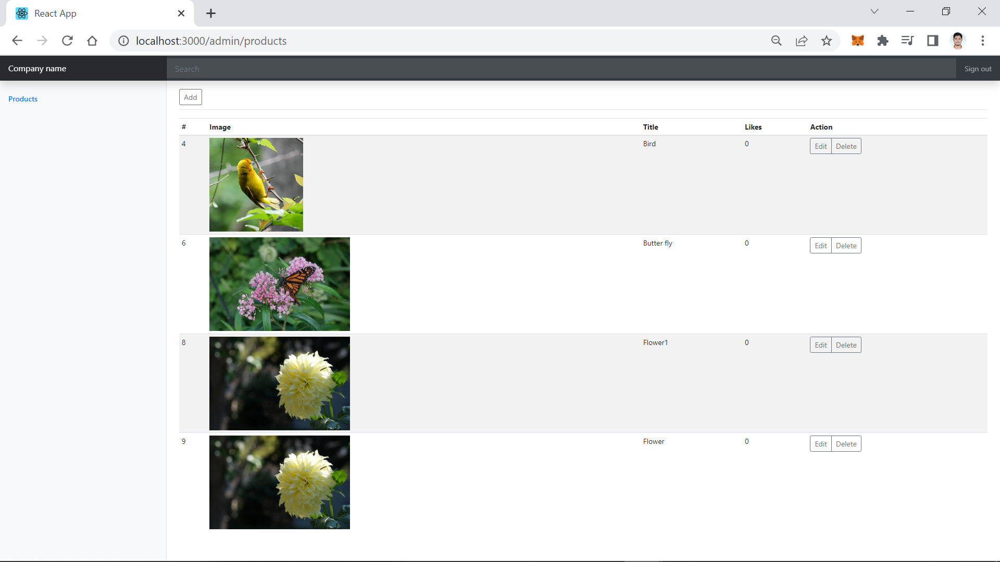 React App
localhost:3000/admin/products
Company name
Search
Sign out
Products
Add
# Image Title Likes Action
4 Bird 0 Edit Delete
6 Butter fly 0 Edit Delete
8 Flower1 0 Edit Delete
9 Flower 0 Edit Delete